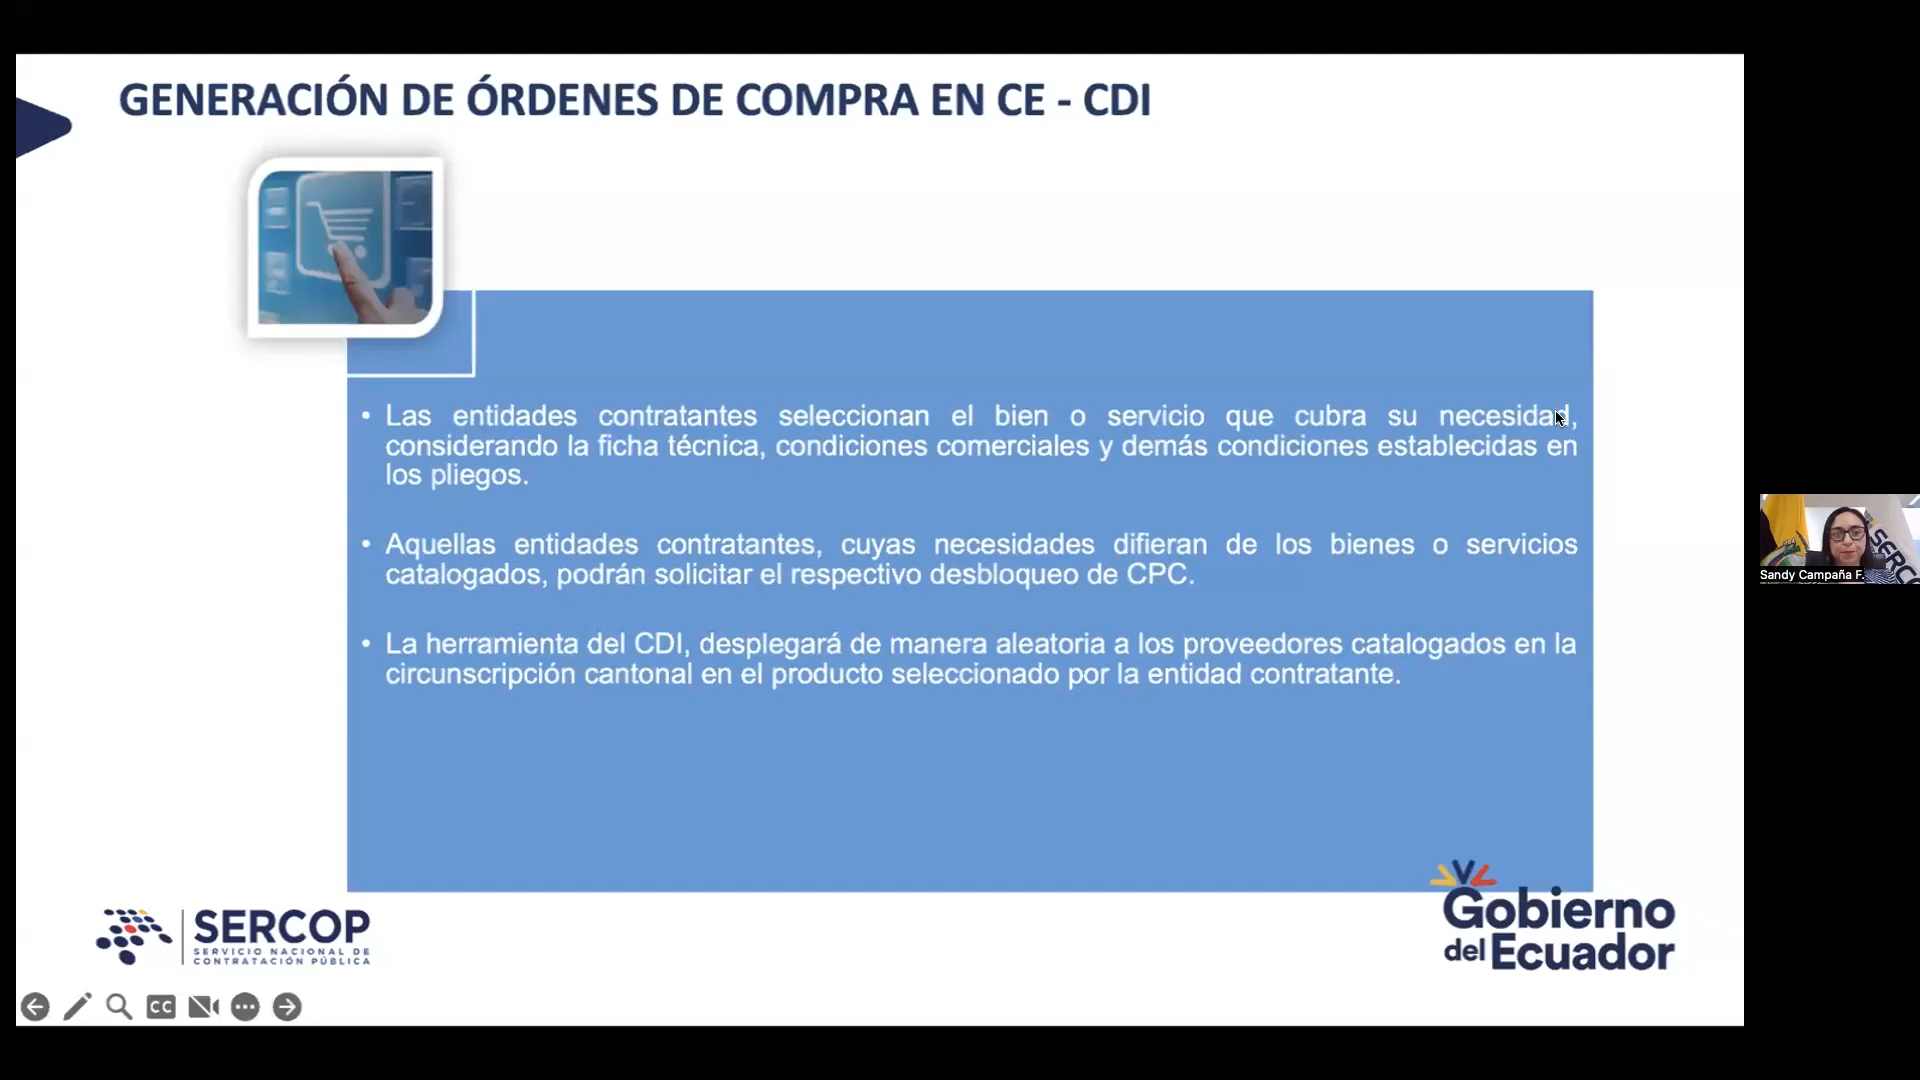 GENERACIÓN DE ÓRDENES DE COMPRA EN CE - CDI
• Las entidades contratantes seleccionan el bien o servicio que cubra su necesidad,
considerando la ficha técnica, condiciones comerciales y demás condiciones establecidas en
los pliegos.
• Aquellas entidades contratantes, cuyas necesidades difieran de los bienes o servicios
catalogados, podrán solicitar el respectivo desbloqueo de CPC.
• La herramienta del CDI, desplegará de manera aleatoria a los proveedores catalogados en la
circunscripción cantonal en el producto seleccionado por la entidad contratante.
SERCOP
SERVICIO NACIONAL DE
CONTRATACIÓN PÚBLICA
Gobierno
del Ecuador
CC
SERC
Sandy Campaña F.